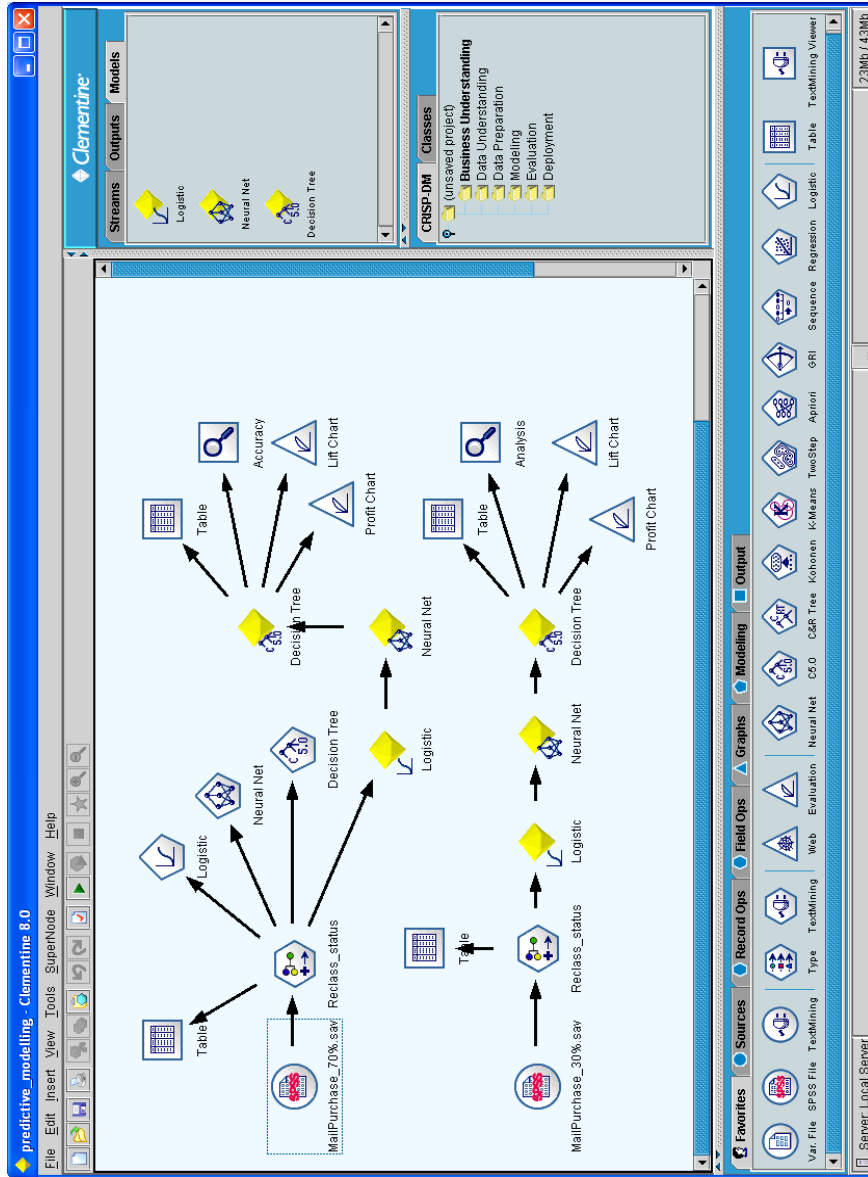 predictive_modelling - Clementine 8.0
File Edit Insert View Tools SuperNode Window Help
Table
Logistic
Neural Net
Decision Tree
MailPurchase_70%.sav
Reclass_status
Logistic
Neural Net
Decision Tree
Table
Accuracy
Lift Chart
Profit Chart
Table
MailPurchase_30%.sav
Reclass_status
Logistic
Neural Net
Decision Tree
Table
Analysis
Lift Chart
Profit Chart
Clementine
Streams Outputs Models
Logistic
Neural Net
Decision Tree
CRISP-DM Classes
(unsaved project)
Business Understanding
Data Understanding
Data Preparation
Modeling
Evaluation
Deployment
Favorites Sources Record Ops Field Ops Graphs Modeling Output
Var. File SPSS File TextMining Type TextMining Web Evaluation Neural Net C5.0 C&R Tree Kohonen K-Means TwoStep Apriori GRI Sequence Regression Logistic Table TextMining Viewer
Server: Local Server
23Mb / 43Mb